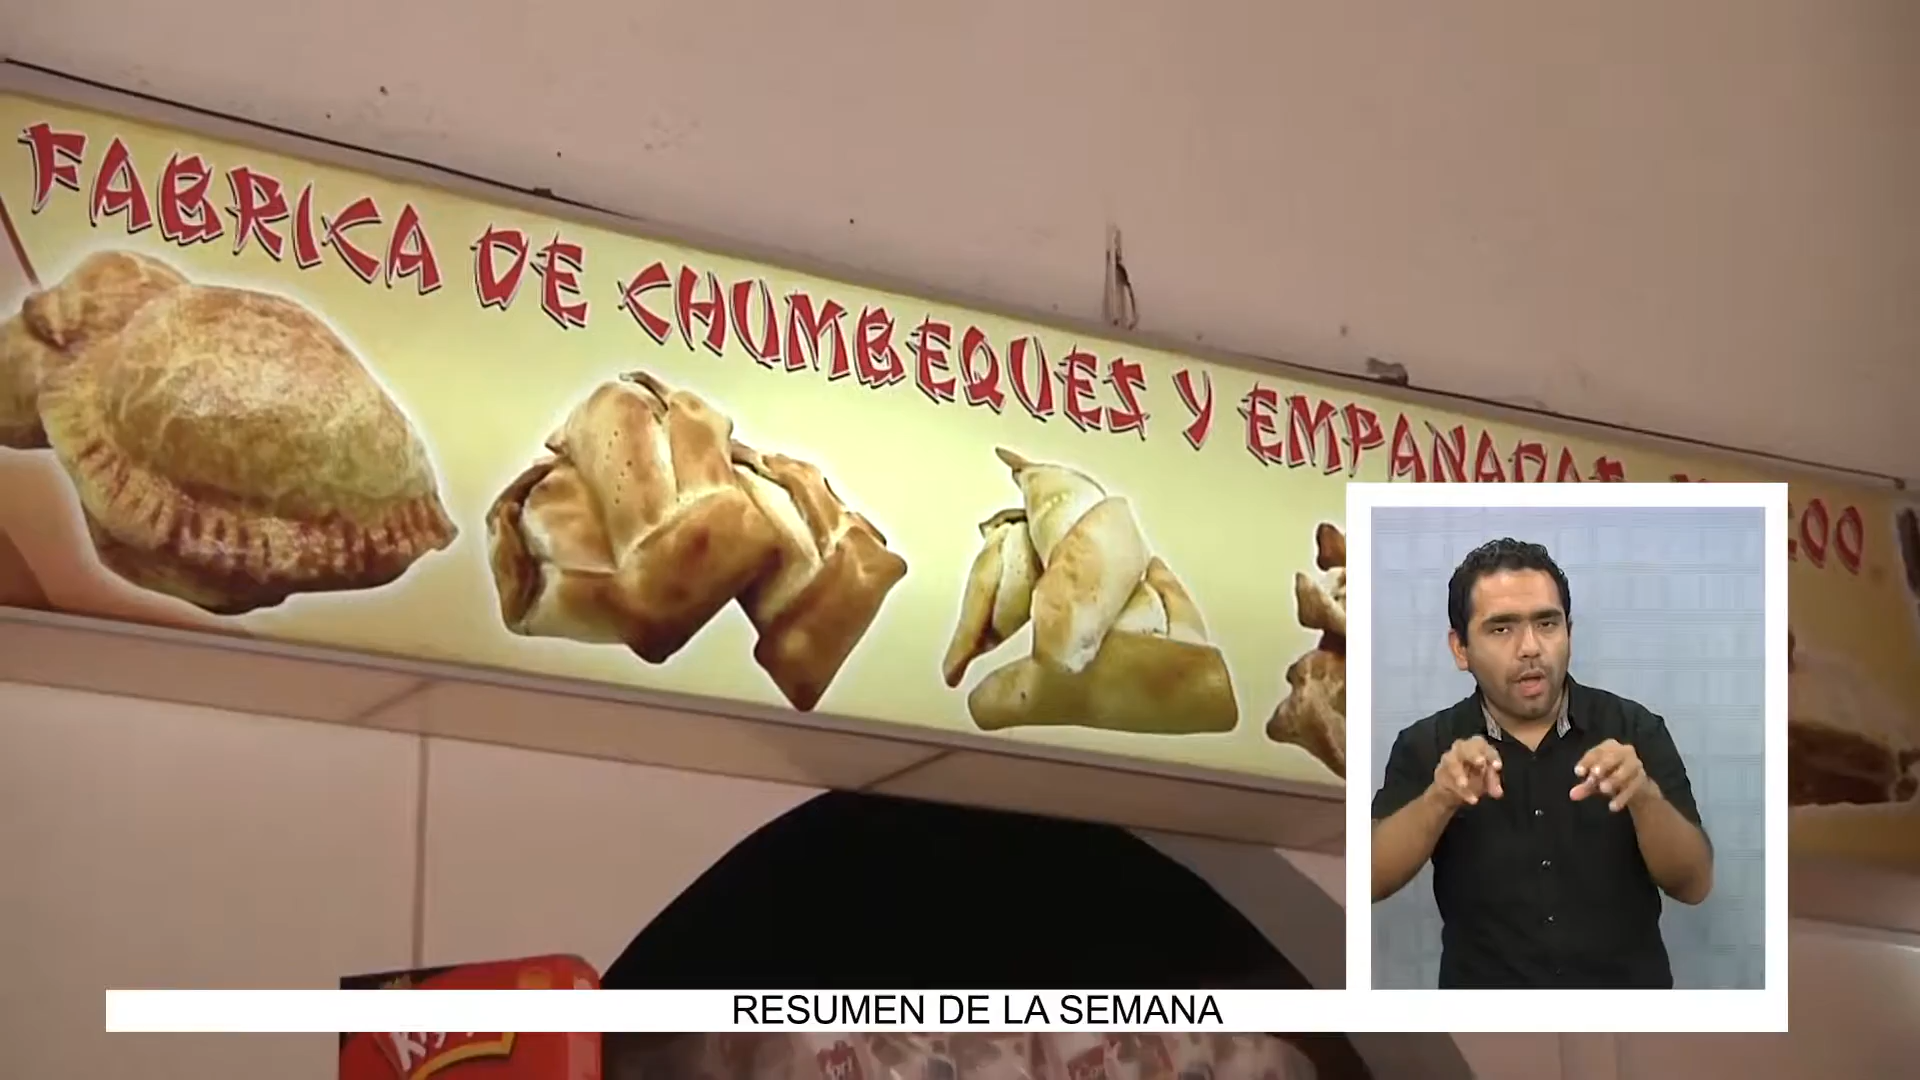 FABRICA DE CHUMBEQUES Y EMPANADAS
RESUMEN DE LA SEMANA